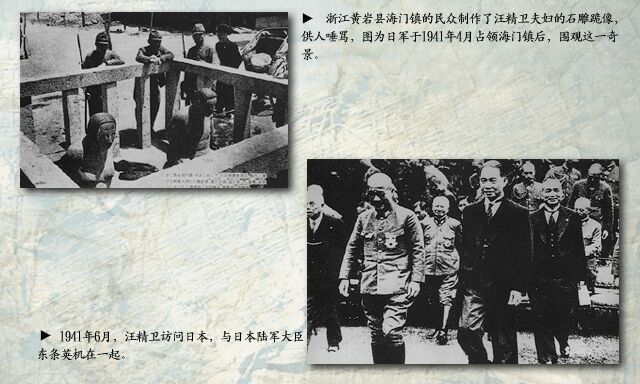 ▶ 浙江黄岩县海门镇的民众制作了汪精卫夫妇的石雕跪像，
供人唾骂，图为日军于1941年4月占领海门镇后，围观这一奇
景。
▶ 1941年6月，汪精卫访问日本，与日本陆军大臣
东条英机在一起。